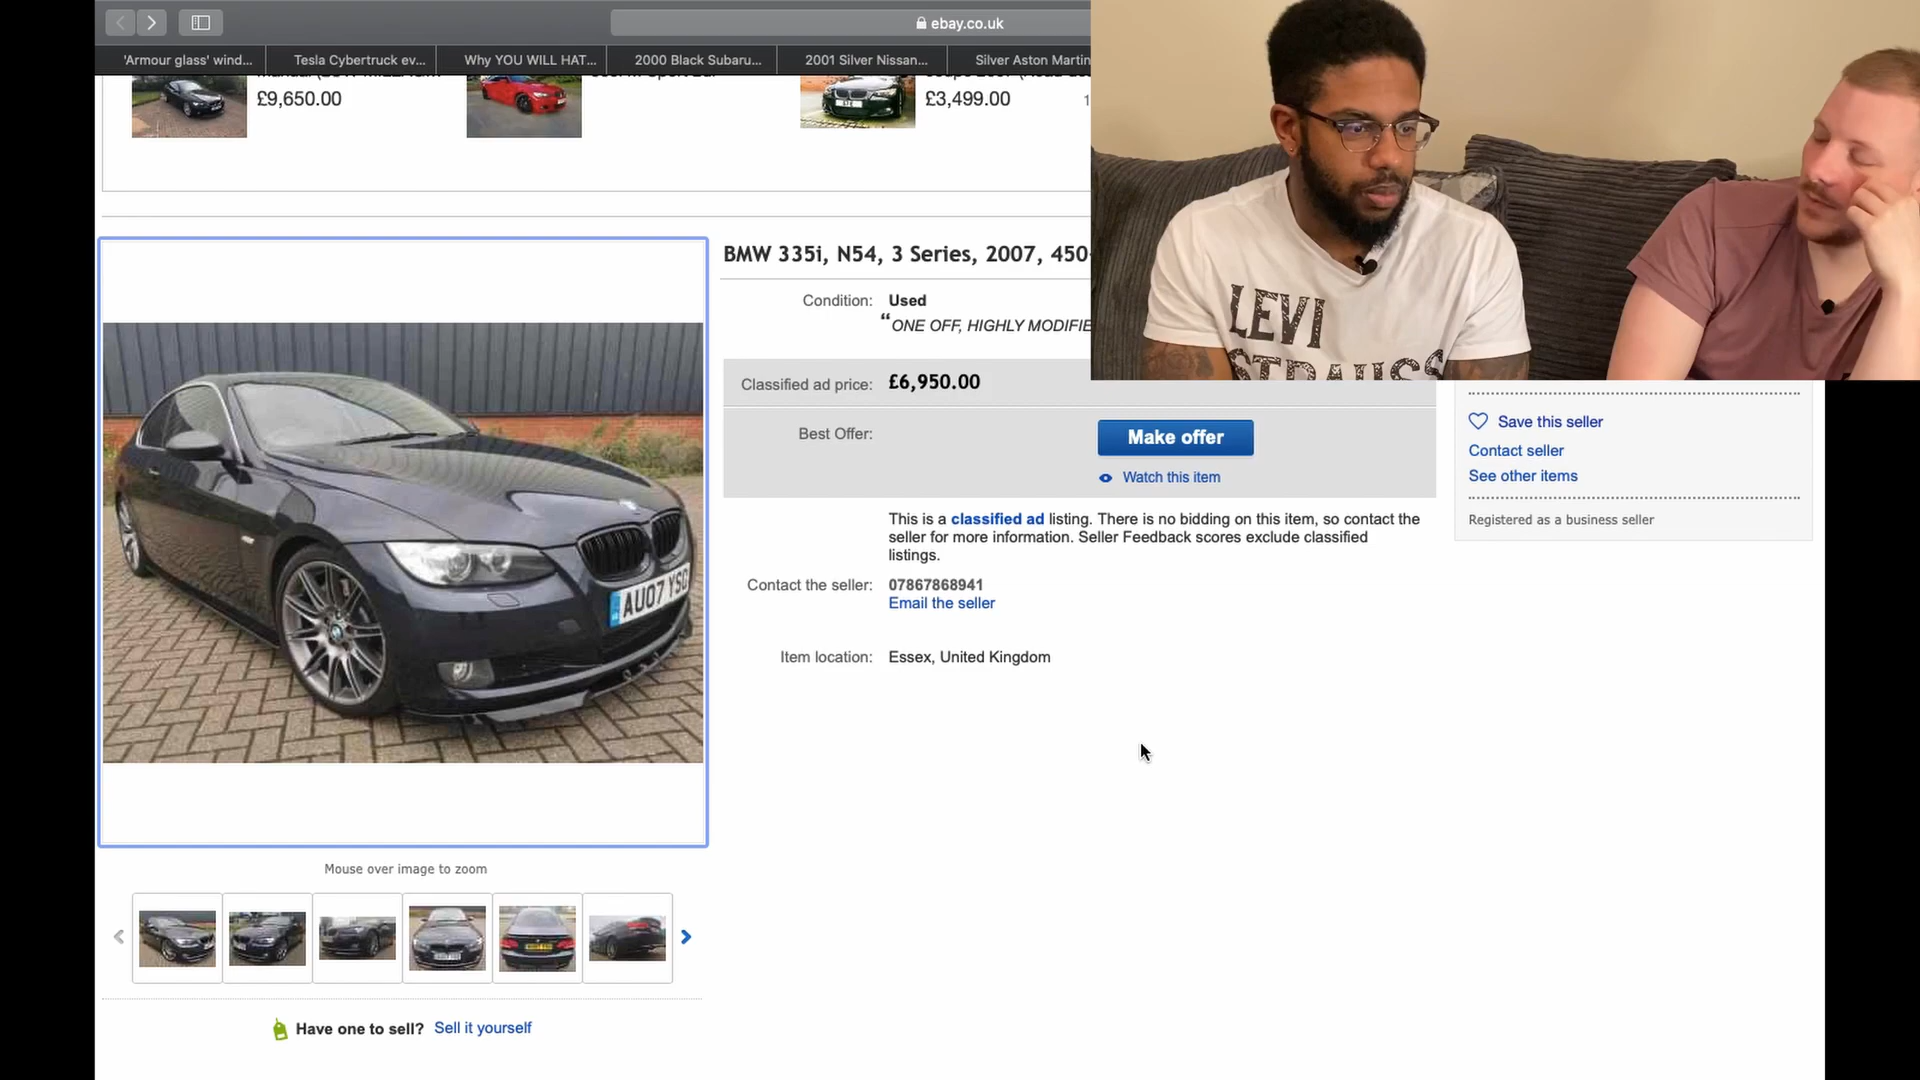 ebay.co.uk
'Armour glass' wind...
Tesla Cybertruck ev...
Why YOU WILL HAT...
2000 Black Subaru...
2001 Silver Nissan...
Silver Aston Martin
£9,650.00
£3,499.00
BMW 335i, N54, 3 Series, 2007, 450
Condition: Used
“ONE OFF, HIGHLY MODIFIE
LEVI
STRAUSS
Classified ad price: £6,950.00
Best Offer:
Make offer
Watch this item
Save this seller
Contact seller
See other items
Registered as a business seller
This is a classified ad listing. There is no bidding on this item, so contact the
seller for more information. Seller Feedback scores exclude classified
listings.
Contact the seller: 07867868941
Email the seller
Item location: Essex, United Kingdom
AU07 YSG
Mouse over image to zoom
Have one to sell? Sell it yourself